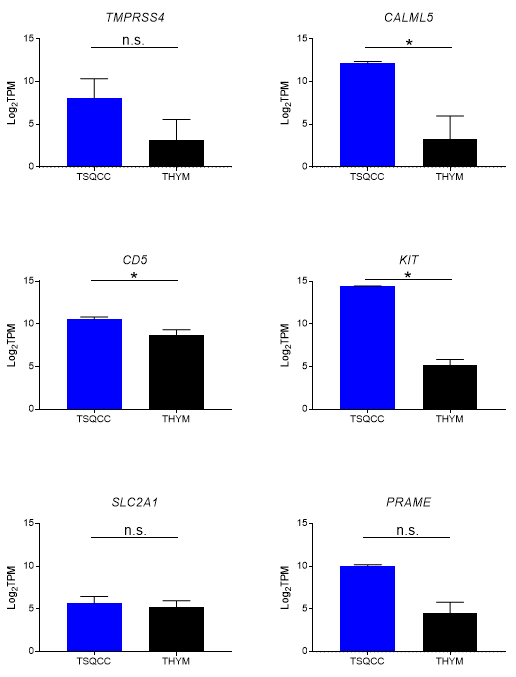 TMPRSS4
n.s.
Log2TPM
15
10
5
0
TSQCC THYM
CALML5
*
Log2TPM
15
10
5
0
TSQCC THYM
CD5
*
Log2TPM
15
10
5
0
TSQCC THYM
KIT
*
Log2TPM
15
10
5
0
TSQCC THYM
SLC2A1
n.s.
Log2TPM
15
10
5
0
TSQCC THYM
PRAME
n.s.
Log2TPM
15
10
5
0
TSQCC THYM